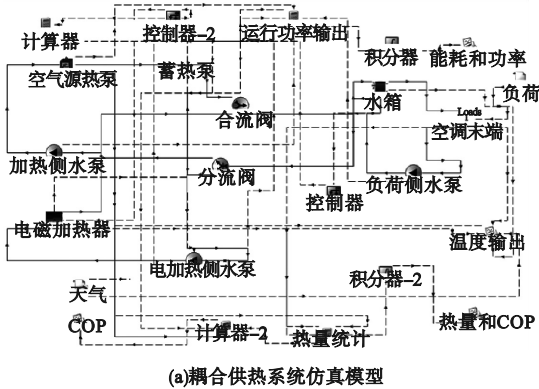 计算器
控制器-2
运行功率输出
积分器
能耗和功率
空气源热泵
蓄热泵
水箱
负荷
合流阀
Loads
空调末端
加热侧水泵
分流阀
负荷侧水泵
控制器
电磁加热器
温度输出
电加热侧水泵
积分器-2
天气
COP
计算器-2
热量统计
热量和COP
(a)耦合供热系统仿真模型